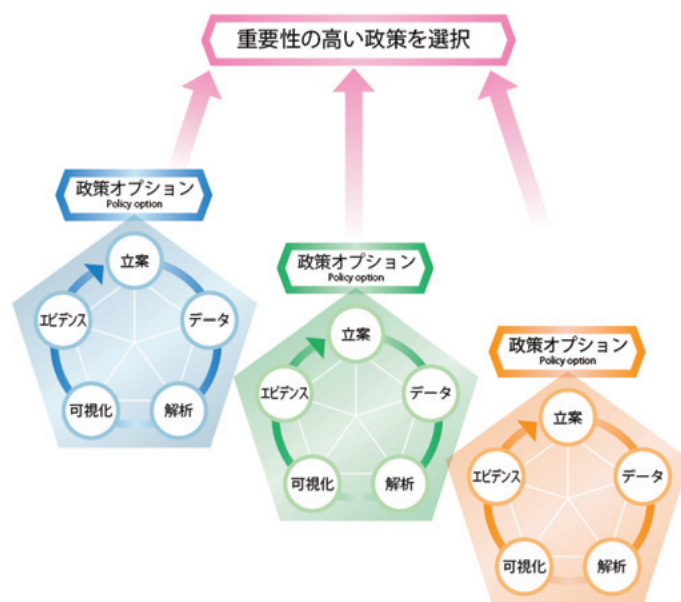 重要性の高い政策を選択
政策オプション
Policy option
立案
データ
解析
可視化
エビデンス
政策オプション
Policy option
立案
データ
解析
可視化
エビデンス
政策オプション
Policy option
立案
データ
解析
可視化
エビデンス